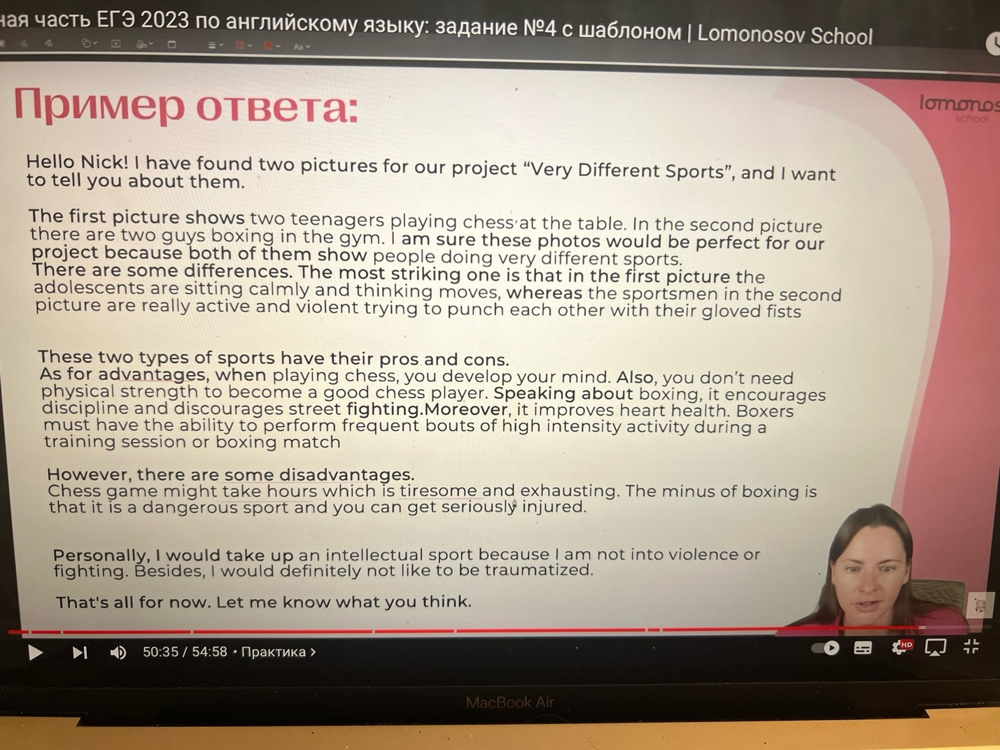 ная часть ЕГЭ 2023 по английскому языку: задание №4 с шаблоном | Lomonosov School
Aa
Пример ответа:
lomonos
school
Hello Nick! I have found two pictures for our project “Very Different Sports”, and I want
to tell you about them.
The first picture shows two teenagers playing chess at the table. In the second picture
there are two guys boxing in the gym. I am sure these photos would be perfect for our
project because both of them show people doing very different sports.
There are some differences. The most striking one is that in the first picture the
adolescents are sitting calmly and thinking moves, whereas the sportsmen in the second
picture are really active and violent trying to punch each other with their gloved fists
These two types of sports have their pros and cons.
As for advantages, when playing chess, you develop your mind. Also, you don't need
physical strength to become a good chess player. Speaking about boxing, it encourages
discipline and discourages street fighting.Moreover, it improves heart health. Boxers
must have the ability to perform frequent bouts of high intensity activity during a
training session or boxing match
However, there are some disadvantages.
Chess game might take hours which is tiresome and exhausting. The minus of boxing is
that it is a dangerous sport and you can get seriously injured.
Personally, I would take up an intellectual sport because I am not into violence or
fighting. Besides, I would definitely not like to be traumatized.
That's all for now. Let me know what you think.
50:35 / 54:58 • Практика >
HD
MacBook Air